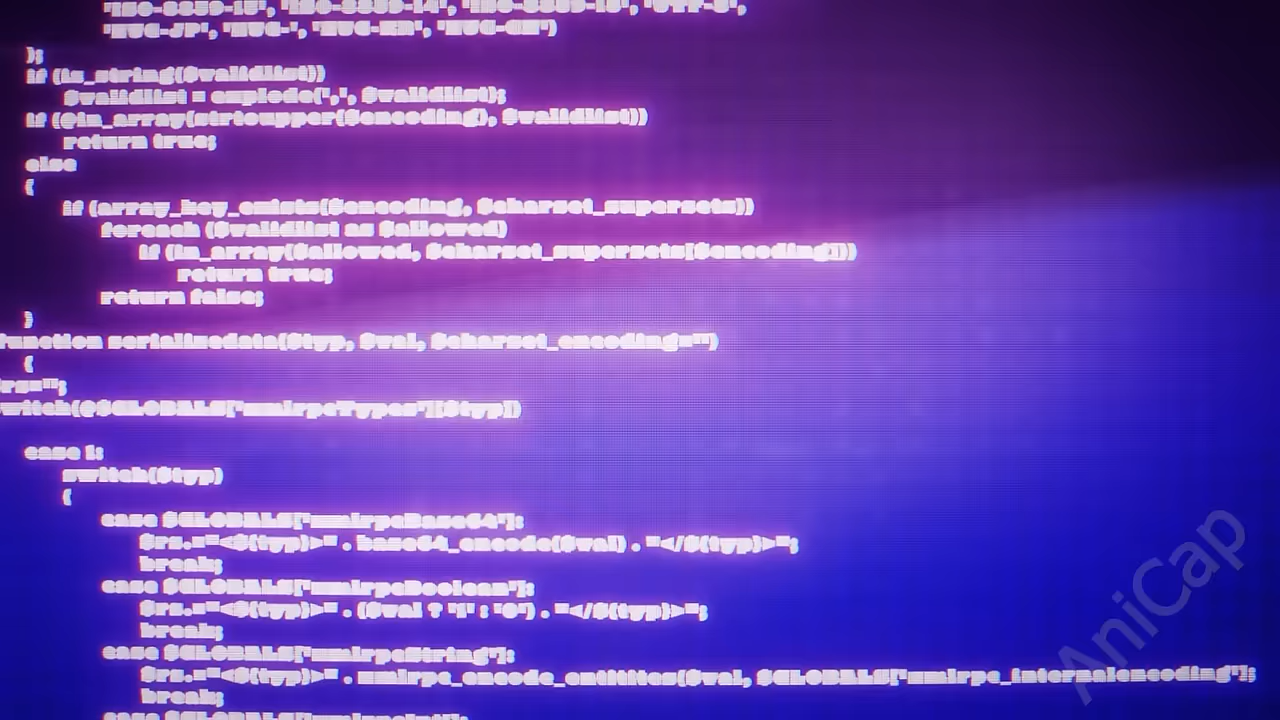 "ISO-8859-13", "ISO-8859-14", "ISO-8859-15", 'UTF-8',
'EUC-JP', 'EUC-', 'EUC-KR', 'EUC-CN')
);
if (is_string($validlist))
$validlist = explode(',', $validlist);
if (@in_array(strtoupper($encoding), $validlist))
return true;
else
{
if (array_key_exists($encoding, $charset_supersets))
foreach ($validlist as $allowed)
if (in_array($allowed, $charset_supersets[$encoding]))
return true;
return false;
}
function serializedata($typ, $val, $charset_encoding='')
{
$rs='';
switch(@$GLOBALS['xmlrpcTypes'][$typ])
case 1:
switch($typ)
{
case $GLOBALS['xmlrpcBase64']:
$rs.="<${typ}>" . base64_encode($val) . "</${typ}>";
break;
case $GLOBALS['xmlrpcBoolean']:
$rs.="<${typ}>" . ($val ? '1' : '0') . "</${typ}>";
break;
case $GLOBALS['xmlrpcString']:
$rs.="<${typ}>" . xmlrpc_encode_entitites($val, $GLOBALS['xmlrpc_internalencoding']);
break;
AniCap